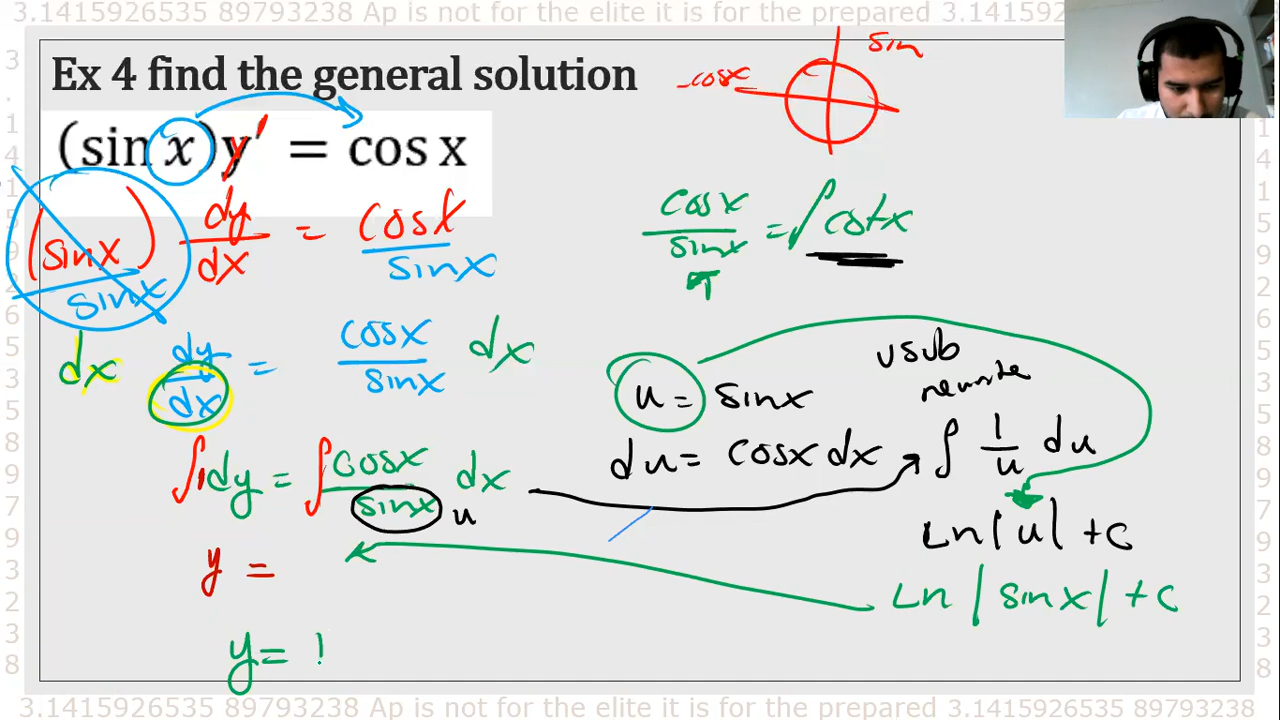 3.1415926535 89793238 Ap is not for the elite it is for the prepared 3.1415926535
Ex 4 find the general solution
sin
-cosx
(sin x)y' = cos x
(sinx) dy/dx = cosx
sinx sinx
cosx/sinx = ∫cotx
dx dy/dx = cosx/sinx dx
u = sinx
usub
rewrite
du = cosx dx
∫ 1/u du
∫1dy = ∫cosx/sinx dx
u
Ln|u| +c
y =
Ln|sinx| +c
y=
3.1415926535 89793238 Ap is not for the elite it is for the prepared 3.1415926535 89793238